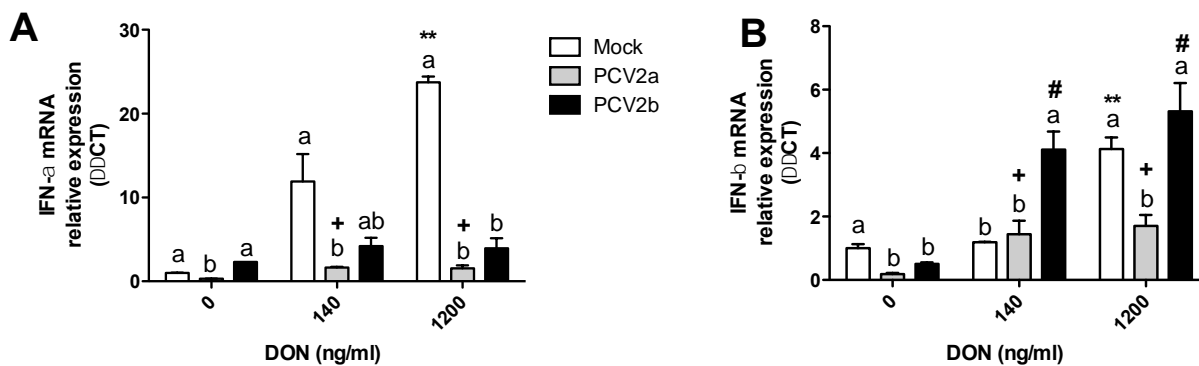 A
IFN-a mRNA
relative expression
(DDCT)
30
20
10
0
a
b
a
a
+
b
ab
**
a
+
b
b
0
140
1200
DON (ng/ml)
Mock
PCV2a
PCV2b
B
IFN-b mRNA
relative expression
(DDCT)
8
6
4
2
0
a
b
b
b
+
b
#
a
**
a
+
b
#
a
0
140
1200
DON (ng/ml)